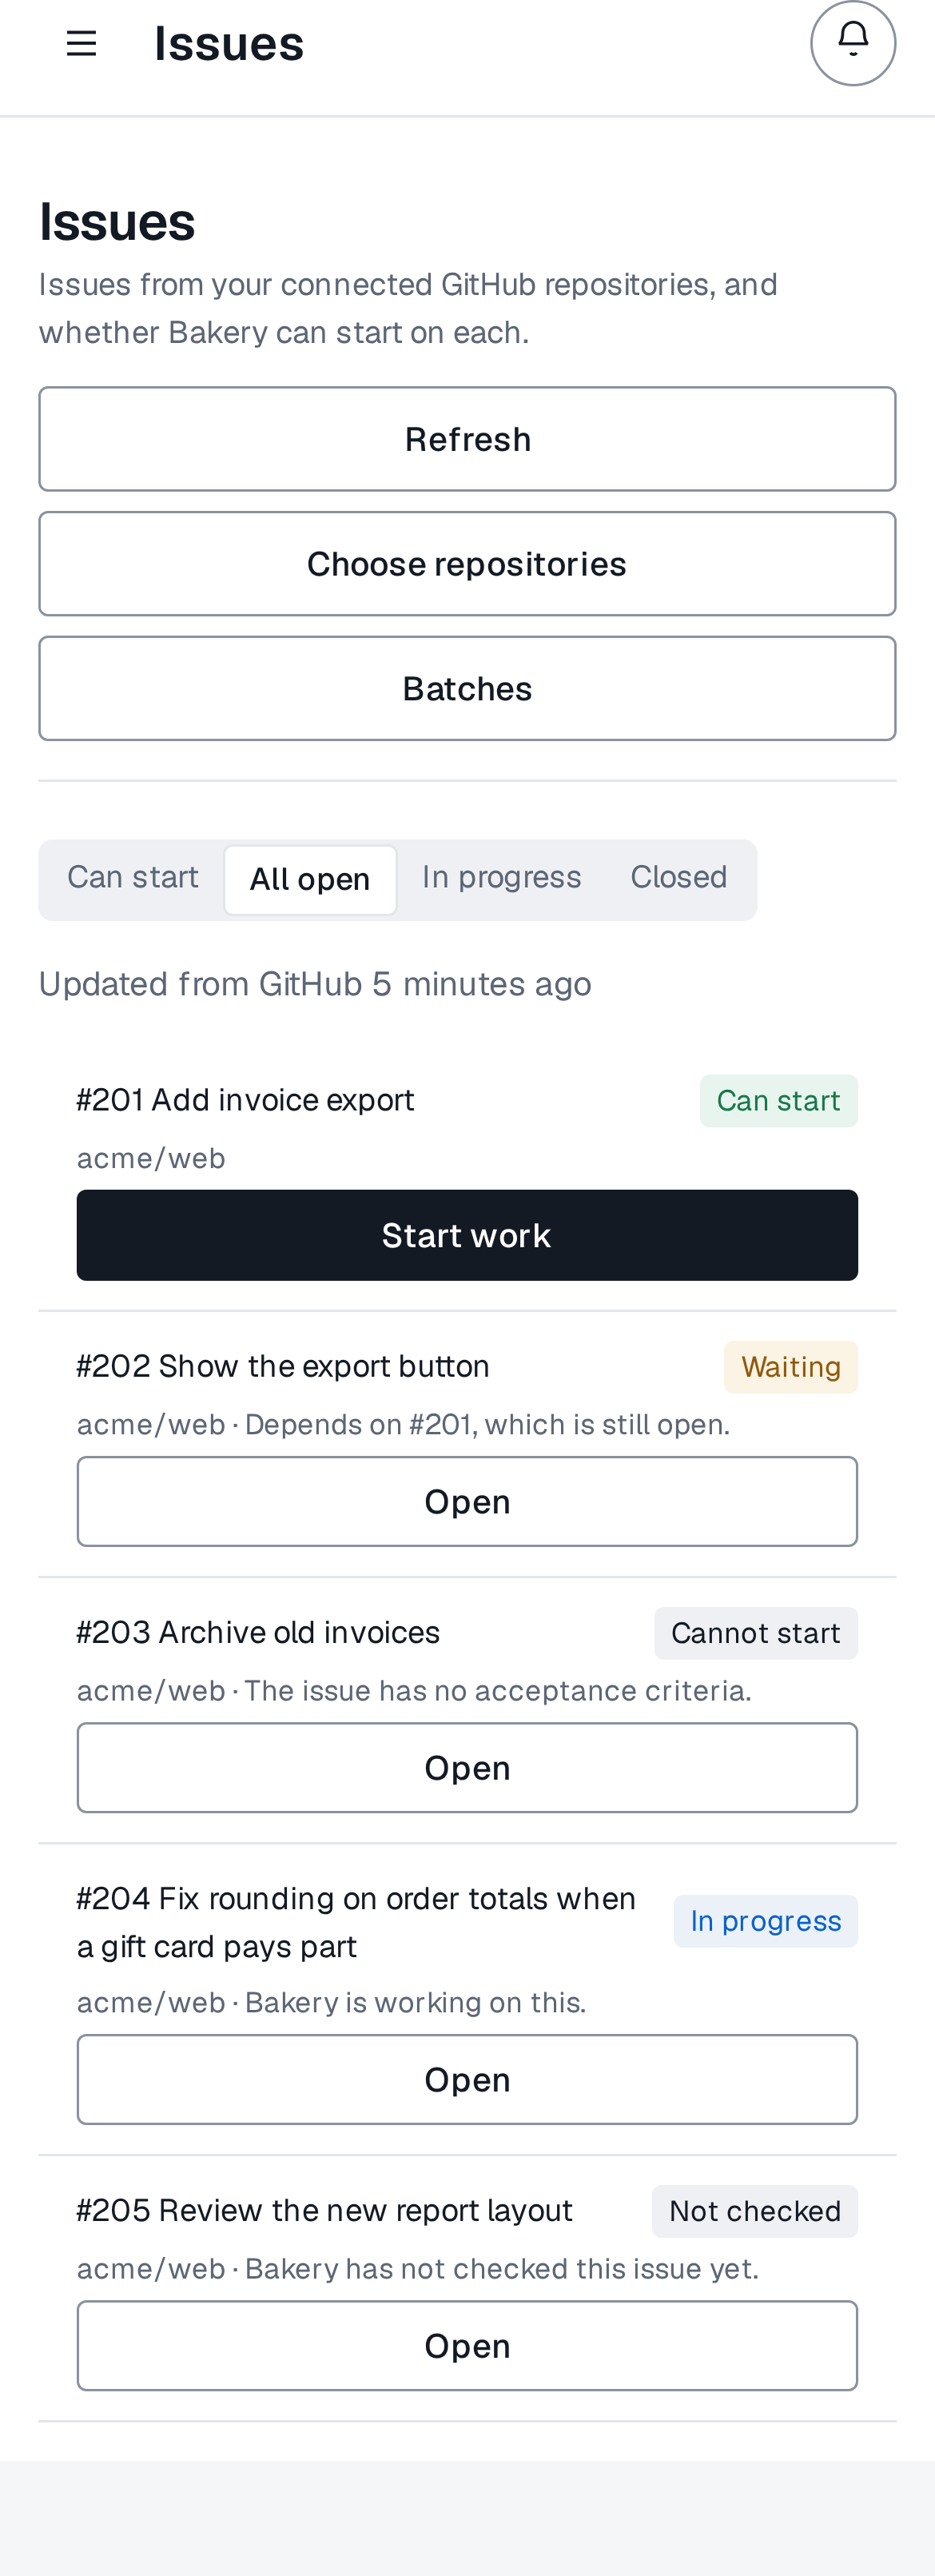 Issues
Issues
Issues from your connected GitHub repositories, and
whether Bakery can start on each.
Refresh
Choose repositories
Batches
Can start All open In progress Closed
Updated from GitHub 5 minutes ago
#201 Add invoice export Can start
acme/web
Start work
#202 Show the export button Waiting
acme/web · Depends on #201, which is still open.
Open
#203 Archive old invoices Cannot start
acme/web · The issue has no acceptance criteria.
Open
#204 Fix rounding on order totals when
a gift card pays part
In progress
acme/web · Bakery is working on this.
Open
#205 Review the new report layout Not checked
acme/web · Bakery has not checked this issue yet.
Open